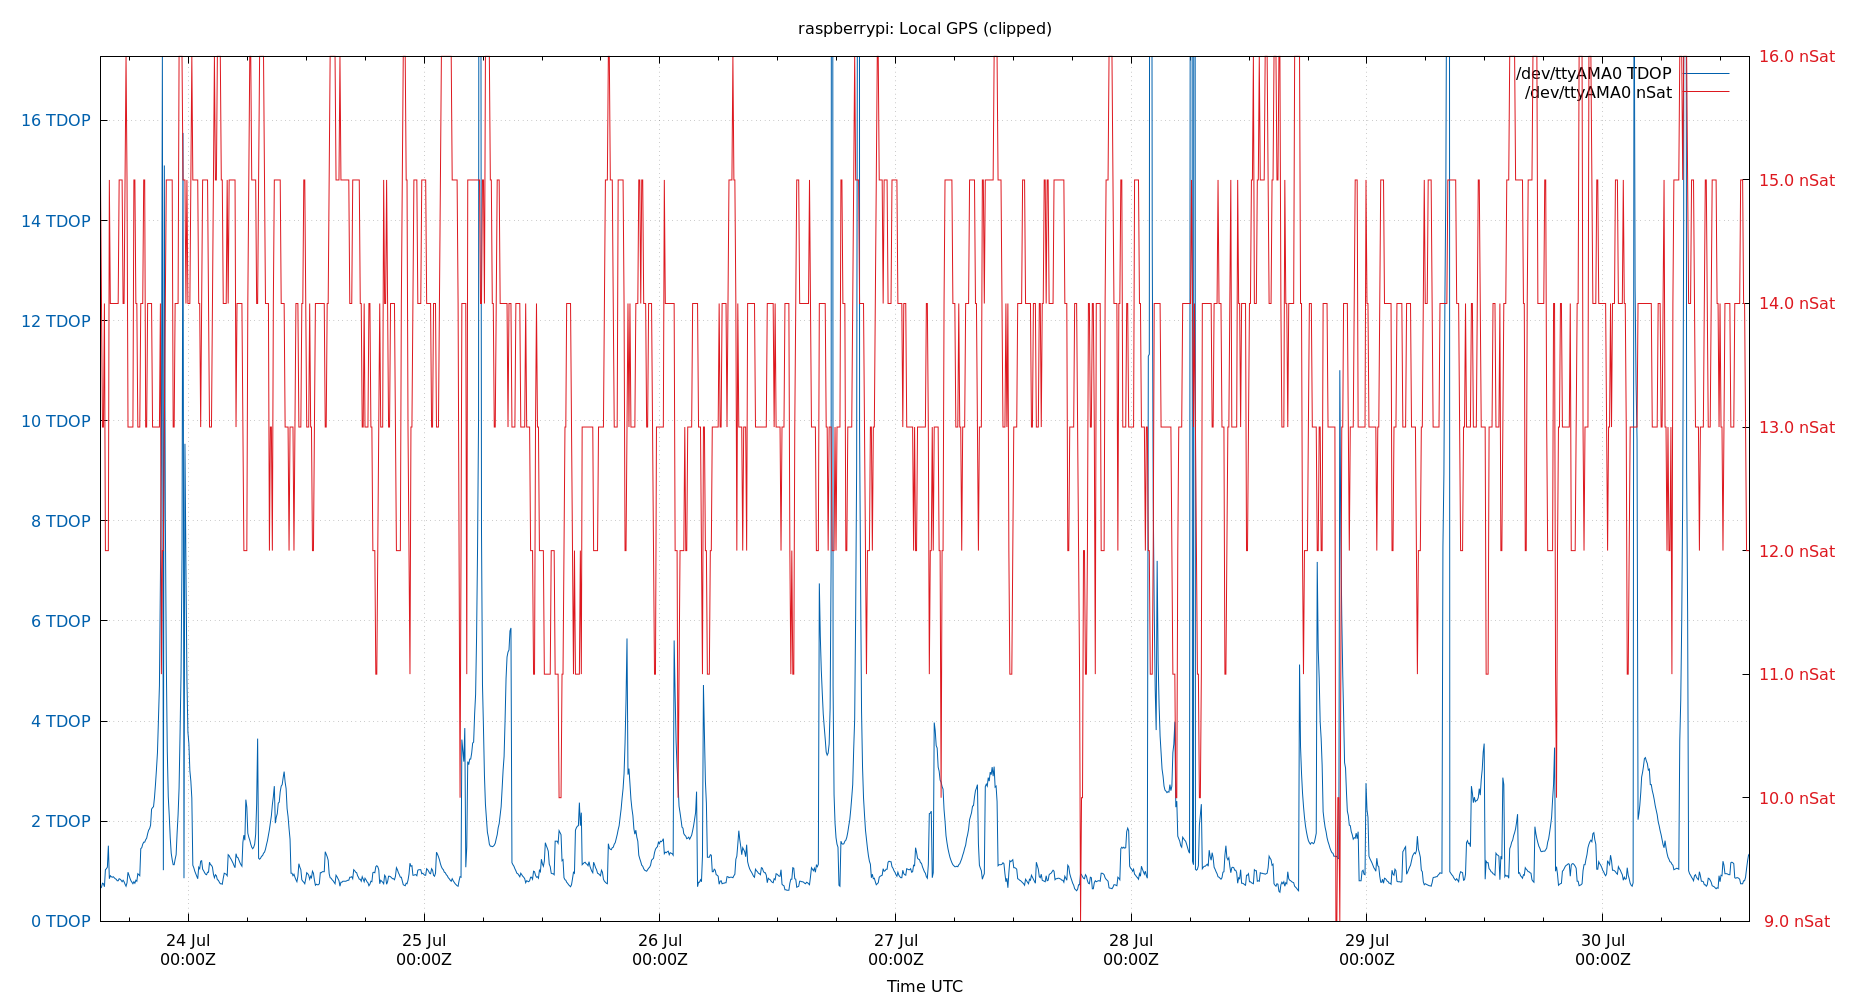 raspberrypi: Local GPS (clipped)
/dev/ttyAMA0 TDOP
/dev/ttyAMA0 nSat
16 TDOP
14 TDOP
12 TDOP
10 TDOP
8 TDOP
6 TDOP
4 TDOP
2 TDOP
0 TDOP
16.0 nSat
15.0 nSat
14.0 nSat
13.0 nSat
12.0 nSat
11.0 nSat
10.0 nSat
9.0 nSat
24 Jul
00:00Z
25 Jul
00:00Z
26 Jul
00:00Z
27 Jul
00:00Z
28 Jul
00:00Z
29 Jul
00:00Z
30 Jul
00:00Z
Time UTC